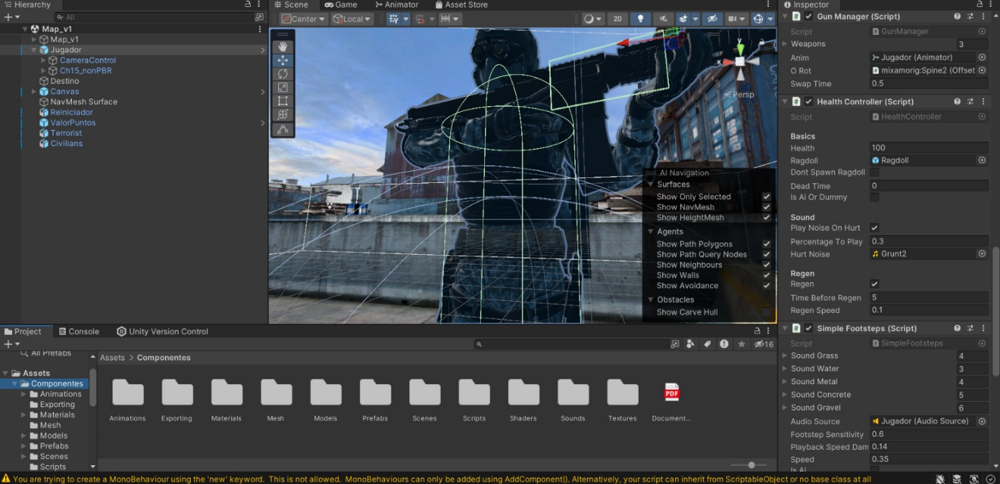 Hierarchy
All
Map_v1
Map_v1
Jugador
CameraControl
Ch15_nonPBR
Destino
Canvas
NavMesh Surface
Reiniciador
ValorPuntos
Terrorist
Civilians
Scene Game Animator Asset Store
Center Local 2D
y
x
Persp
AI Navigation
Surfaces
Show Only Selected
Show NavMesh
Show HeightMesh
Agents
Show Path Polygons
Show Path Query Nodes
Show Neighbours
Show Walls
Show Avoidance
Obstacles
Show Carve Hull
Inspector
Gun Manager (Script)
Script GunManager
Weapons 3
Anim Jugador (Animator)
O Rot mixamorig:Spine2 (Offset
Swap Time 0.5
Health Controller (Script)
Script HealthController
Basics
Health 100
Ragdoll Ragdoll
Dont Spawn Ragdoll
Dead Time 0
Is Ai Or Dummy
Sound
Play Noise On Hurt
Percentage To Play 0.3
Hurt Noise Grunt2
Regen
Regen
Time Before Regen 5
Regen Speed 0.1
Simple Footsteps (Script)
Script SimpleFootsteps
Sound Grass 4
Sound Water 3
Sound Metal 4
Sound Concrete 5
Sound Gravel 6
Audio Source Jugador (Audio Source)
Footstep Sensitivity 0.6
Playback Speed Dam 0.14
Speed 0.35
Is Ai
Project Console Unity Version Control
16
All Prefabs
Assets
Componentes
Animations
Exporting
Materials
Mesh
Models
Prefabs
Scenes
Scripts
Assets > Componentes
Animations Exporting Materials Mesh Models Prefabs Scenes Scripts Shaders Sounds Textures Document...
PDF
You are trying to create a MonoBehaviour using the 'new' keyword. This is not allowed. MonoBehaviours can only be added using AddComponent(). Alternatively, your script can inherit from ScriptableObject or no base class at all